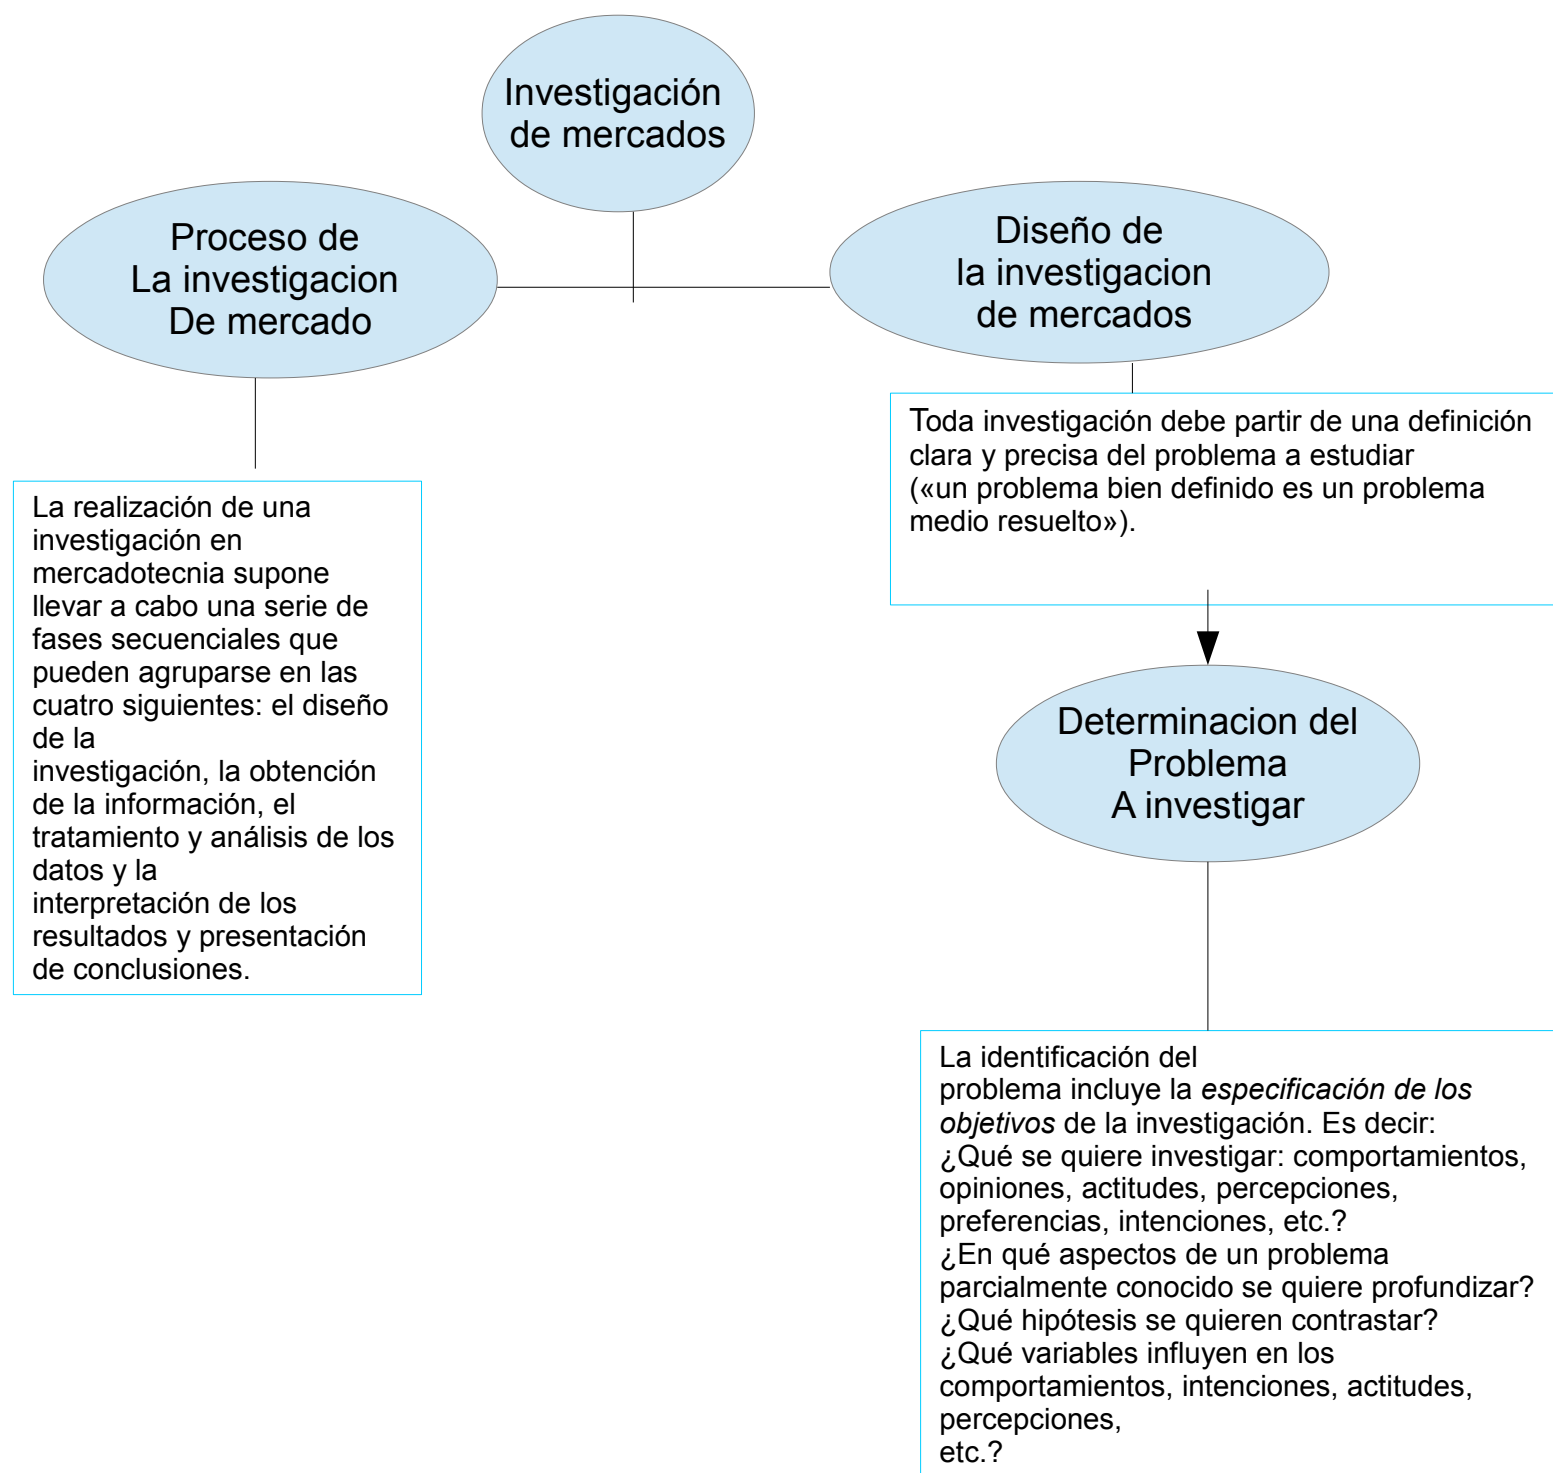 Investigación
de mercados
Proceso de
La investigacion
De mercado
Diseño de
la investigacion
de mercados
La realización de una
investigación en
mercadotecnia supone
llevar a cabo una serie de
fases secuenciales que
pueden agruparse en las
cuatro siguientes: el diseño
de la
investigación, la obtención
de la información, el
tratamiento y análisis de los
datos y la
interpretación de los
resultados y presentación
de conclusiones.
Toda investigación debe partir de una definición
clara y precisa del problema a estudiar
(«un problema bien definido es un problema
medio resuelto»).
Determinacion del
Problema
A investigar
La identificación del
problema incluye la especificación de los
objetivos de la investigación. Es decir:
¿Qué se quiere investigar: comportamientos,
opiniones, actitudes, percepciones,
preferencias, intenciones, etc.?
¿En qué aspectos de un problema
parcialmente conocido se quiere profundizar?
¿Qué hipótesis se quieren contrastar?
¿Qué variables influyen en los
comportamientos, intenciones, actitudes,
percepciones,
etc.?